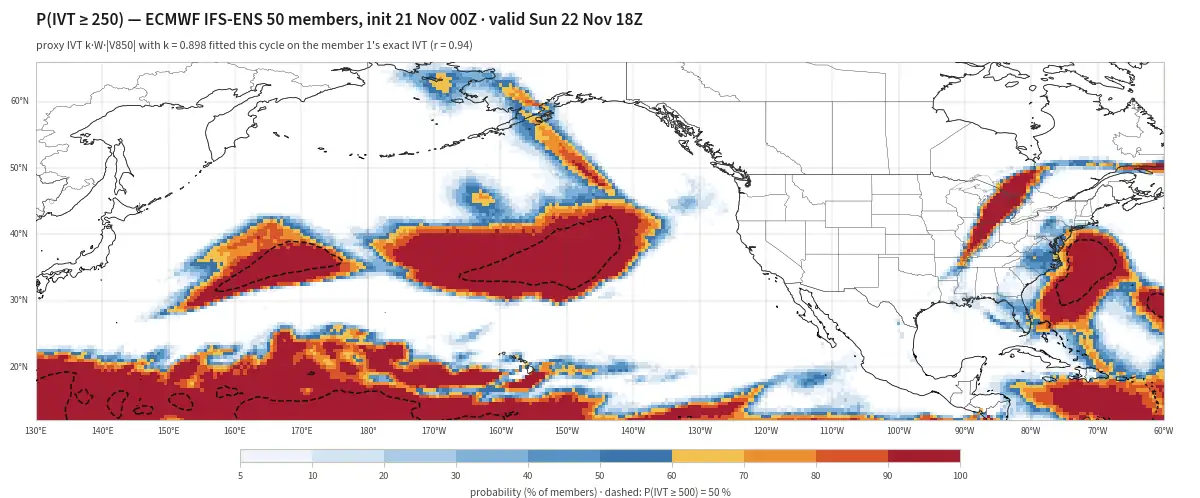 P(IVT ≥ 250) — ECMWF IFS-ENS 50 members, init 21 Nov 00Z · valid Sun 22 Nov 18Z
proxy IVT k·W·|V850| with k = 0.898 fitted this cycle on the member 1's exact IVT (r = 0.94)
60°N
50°N
40°N
30°N
20°N
130°E 140°E 150°E 160°E 170°E 180° 170°W 160°W 150°W 140°W 130°W 120°W 110°W 100°W 90°W 80°W 70°W 60°W
5 10 20 30 40 50 60 70 80 90 100
probability (% of members) · dashed: P(IVT ≥ 500) = 50 %